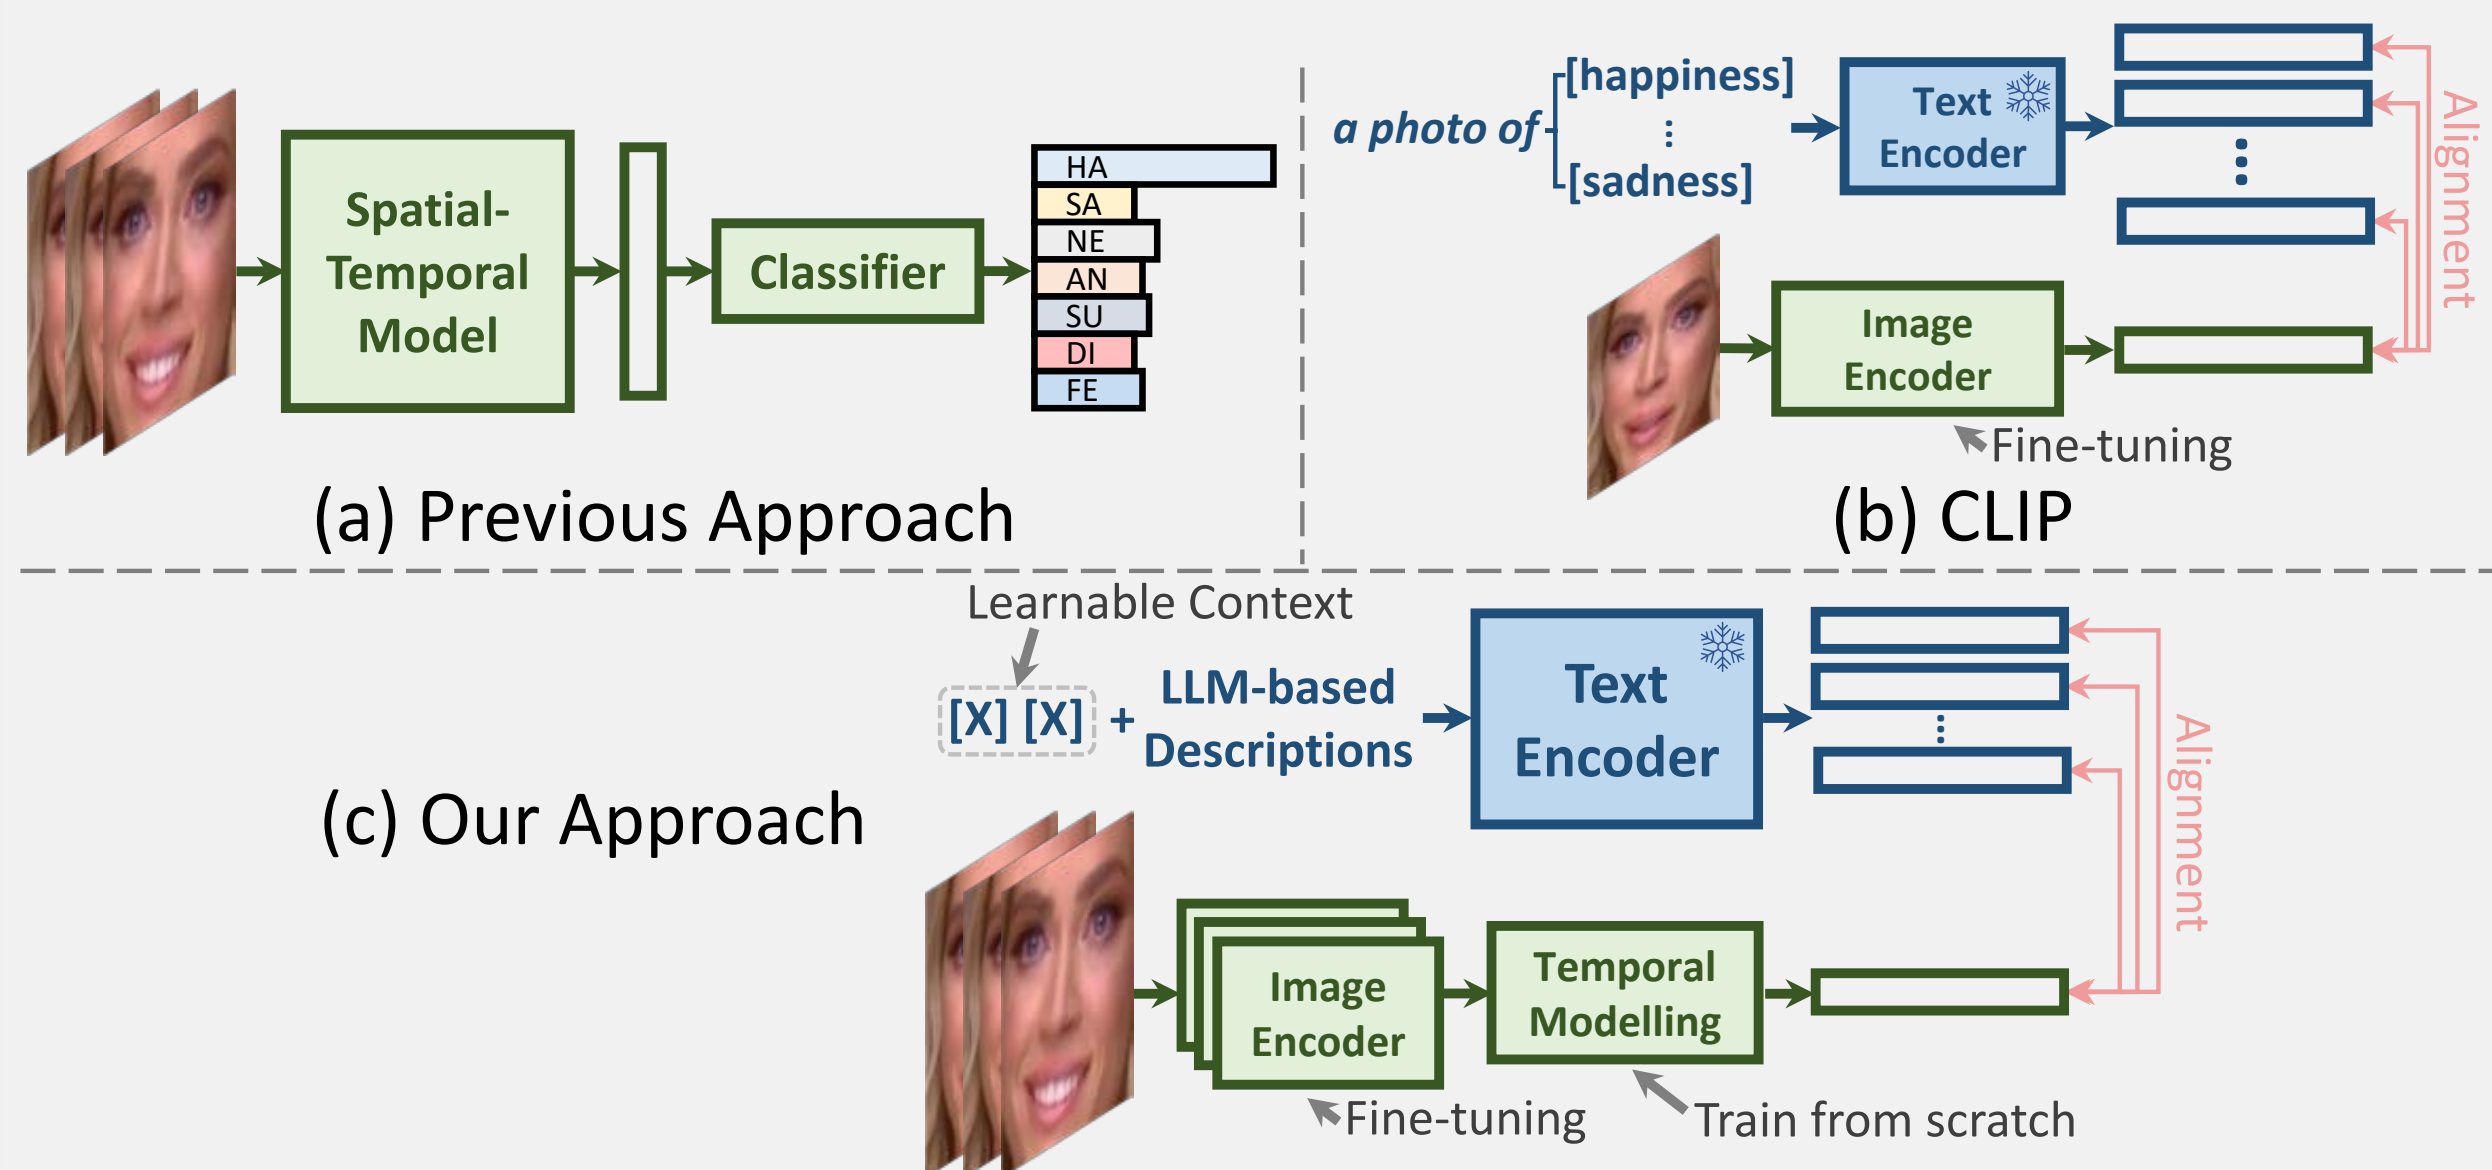 Spatial-
Temporal
Model
Classifier
HA
SA
NE
AN
SU
DI
FE
(a) Previous Approach
a photo of
[happiness]
⋮
[sadness]
Text
Encoder
Image
Encoder
Fine-tuning
Alignment
(b) CLIP
Learnable Context
[X] [X] + LLM-based
Descriptions
Text
Encoder
(c) Our Approach
Image
Encoder
Temporal
Modelling
Alignment
Fine-tuning
Train from scratch